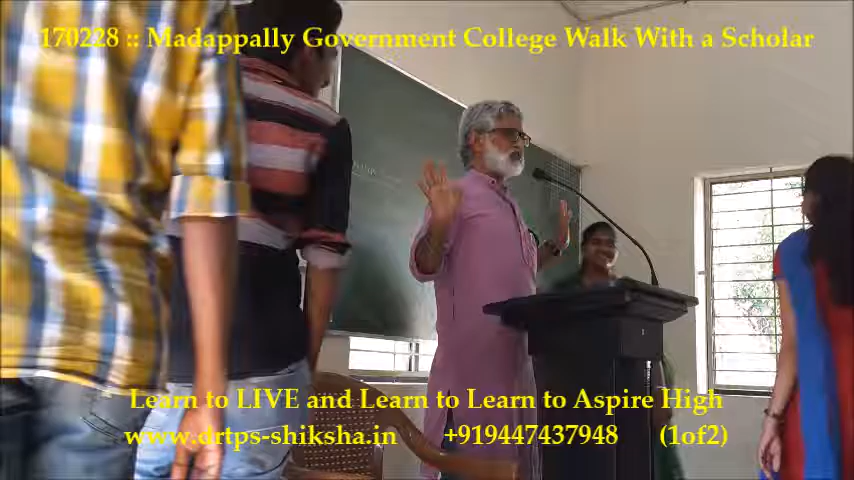 170228 :: Madappally Government College Walk With a Scholar
Learn to LIVE and Learn to Learn to Aspire High
www.drtps-shiksha.in +919447437948 (1of2)